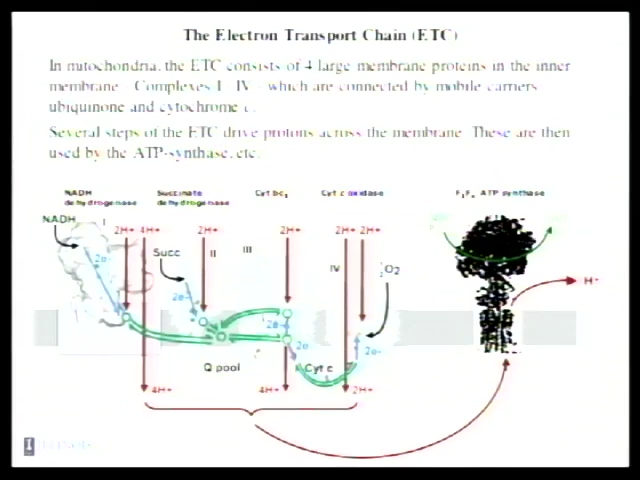 The Electron Transport Chain (ETC)
In mitochondria, the ETC consists of 4 large membrane proteins in the inner
membrane - Complexes I - IV - which are connected by mobile carriers
ubiquinone and cytochrome c.
Several steps of the ETC drive protons across the membrane. These are then
used by the ATP-synthase, etc.
NADH dehydrogenase
Succinate dehydrogenase
Cyt bc₁
Cyt c oxidase
F₁Fₒ ATP synthase
NADH
I
2H+ 4H+
2H+
2H+
2H+ 2H+
Succ
II
III
IV
O2
2e-
2e-
2e-
H+
2e-
2e-
Q pool
Cyt c
4H+
4H+
2H+
I